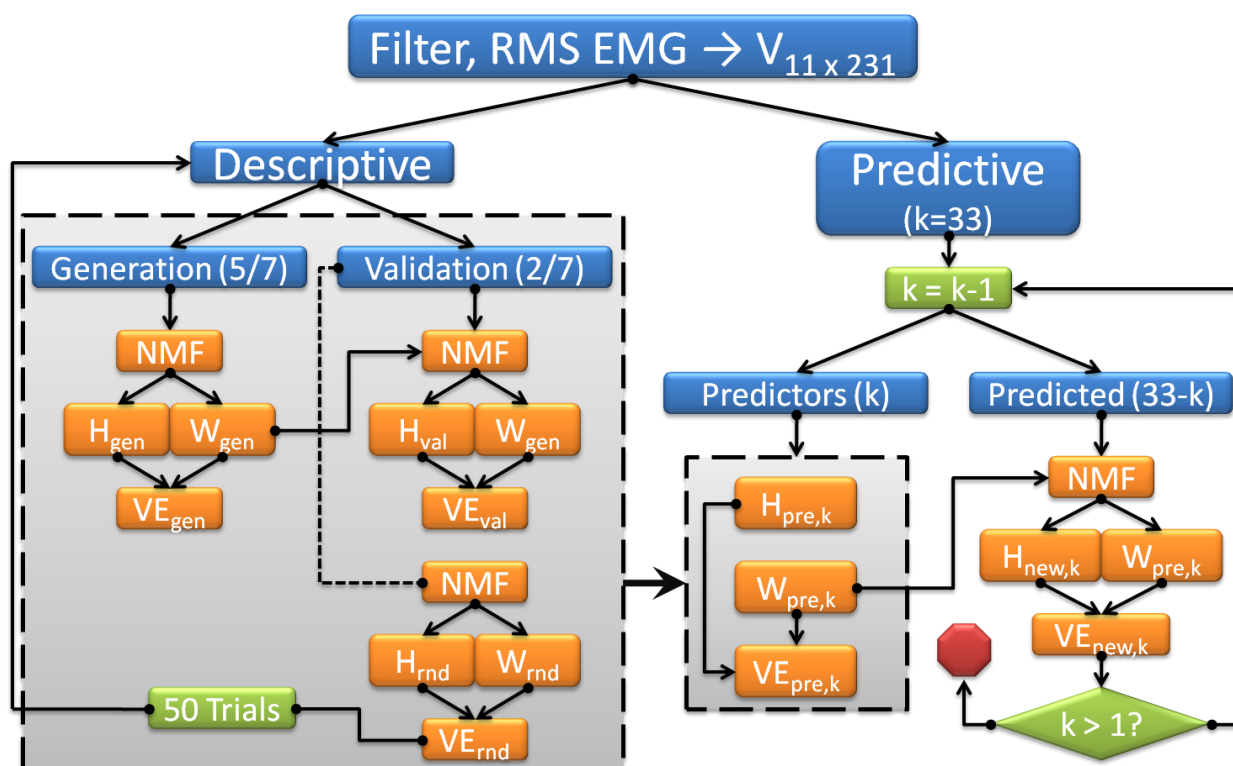 Filter, RMS EMG → V11 x 231
Descriptive
Predictive
(k=33)
Generation (5/7)
Validation (2/7)
k = k-1
NMF
NMF
Predictors (k)
Predicted (33-k)
Hgen
Wgen
Hval
Wgen
NMF
VEgen
VEval
Hpre,k
Hnew,k
Wpre,k
NMF
Wpre,k
VEnew,k
Hrnd
Wrnd
VEpre,k
50 Trials
VErnd
k > 1?